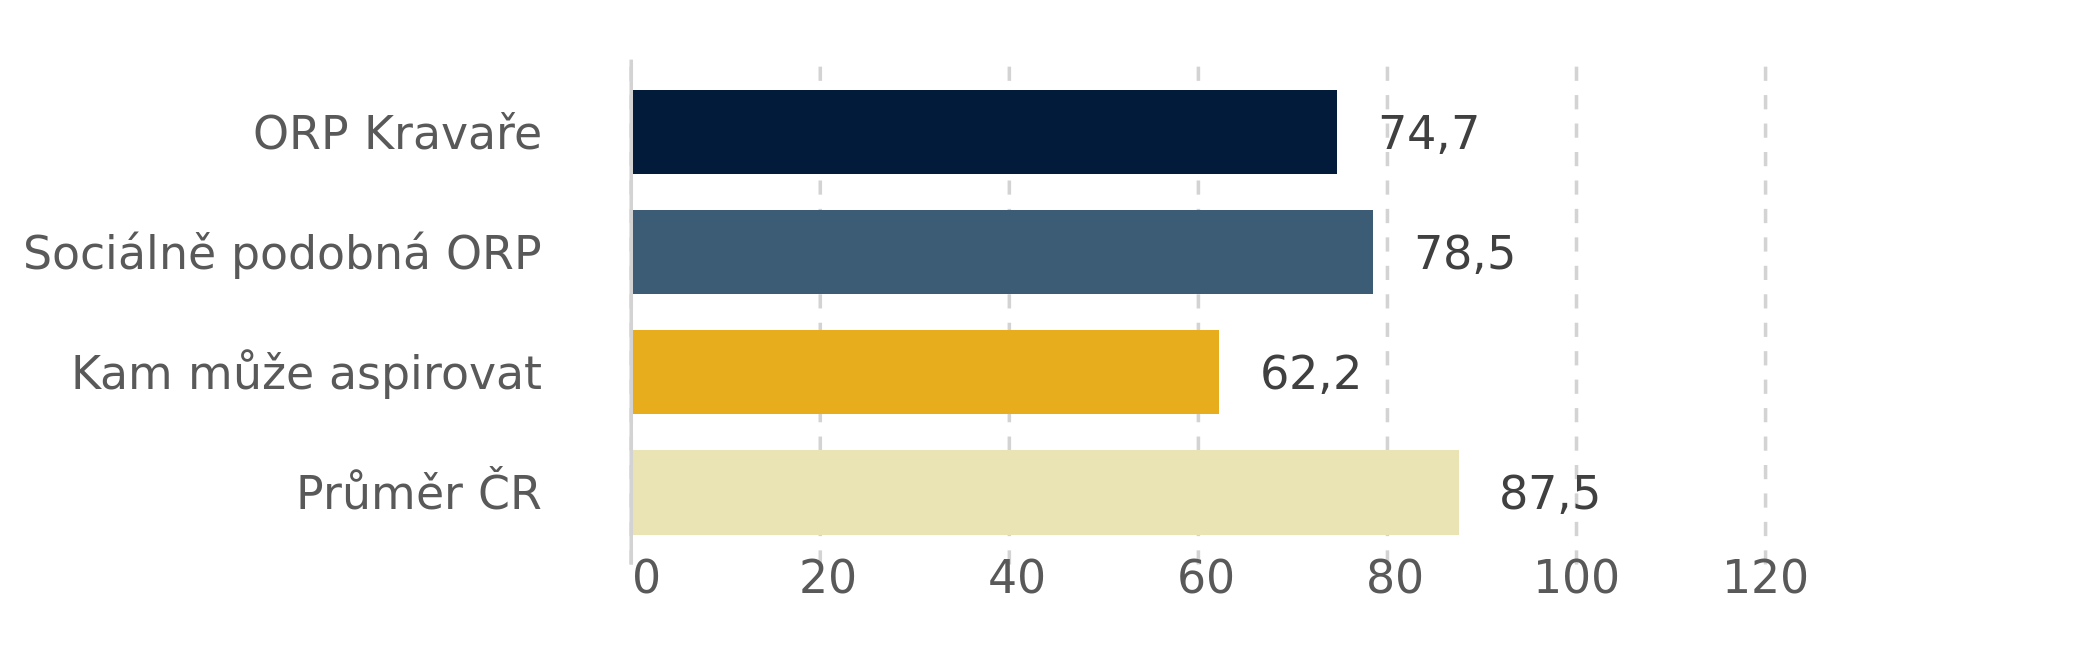 ORP Kravaře 74,7
Sociálně podobná ORP 78,5
Kam může aspirovat 62,2
Průměr ČR 87,5
0 20 40 60 80 100 120